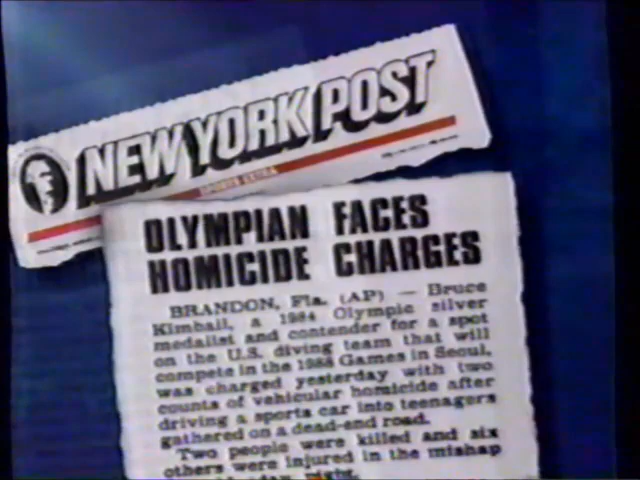 NEW YORK POST
SPORTS EXTRA
OLYMPIAN FACES
HOMICIDE CHARGES
BRANDON, Fla. (AP) — Bruce
Kimball, a 1984 Olympic silver
medalist and contender for a spot
on the U.S. diving team that will
compete in the 1988 Games in Seoul,
was charged yesterday with two
counts of vehicular homicide after
driving a sports car into teenagers
gathered on a dead-end road.
Two people were killed and six
others were injured in the mishap